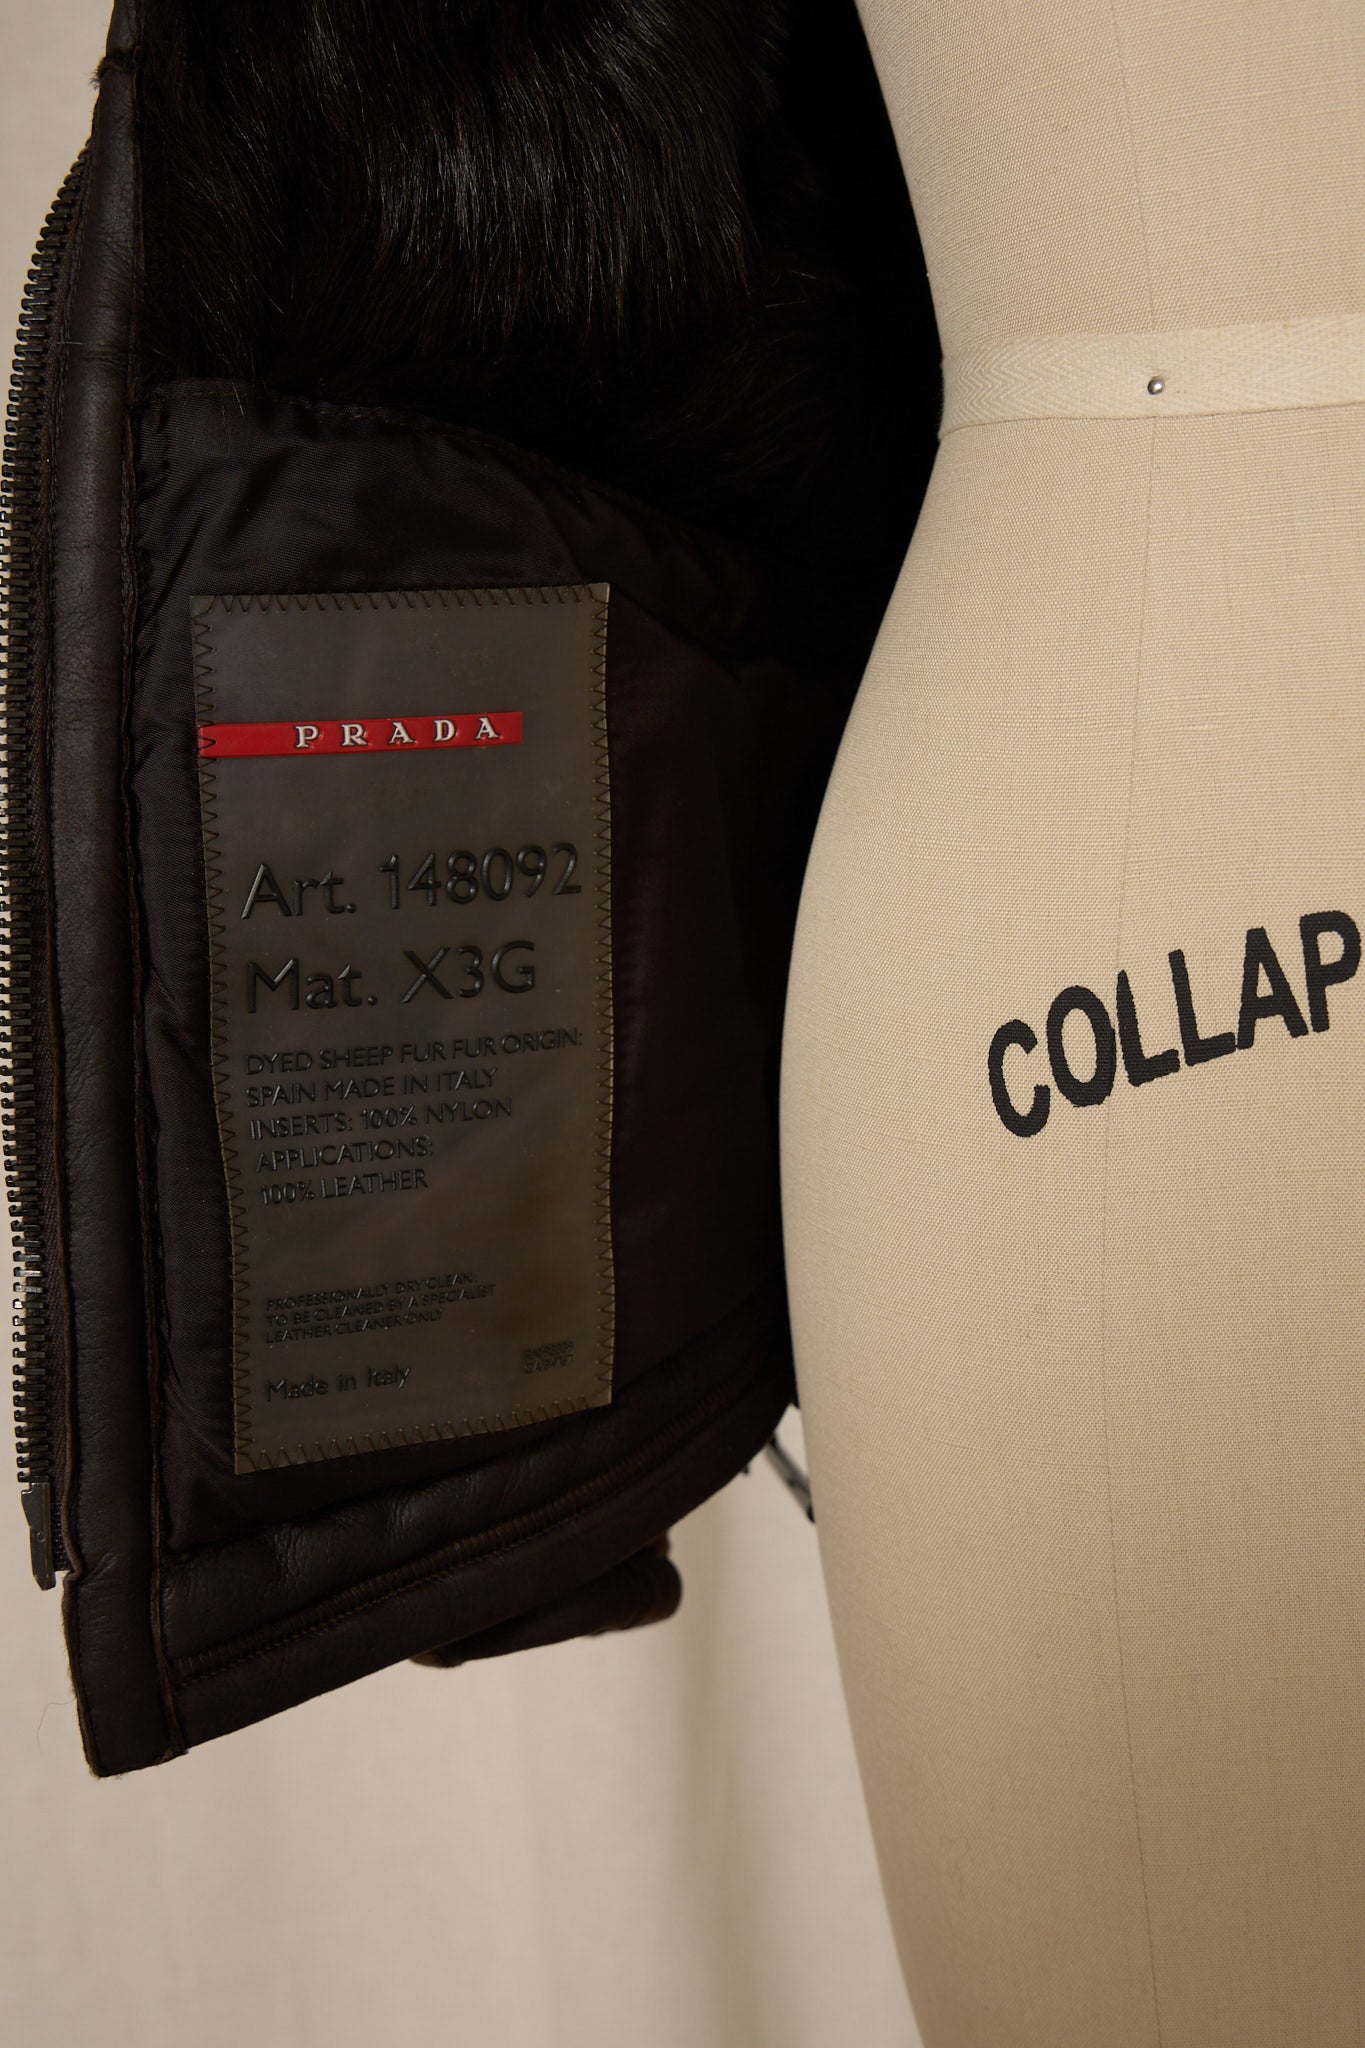 PRADA
Art. 148092
Mat. X3G
DYED SHEEP FUR FUR ORIGIN:
SPAIN MADE IN ITALY
INSERTS: 100% NYLON
APPLICATIONS:
100% LEATHER
PROFESSIONALLY DRY CLEAN:
TO BE CLEANED BY A SPECIALIST
LEATHER CLEANER ONLY
Made in Italy
COLLAP